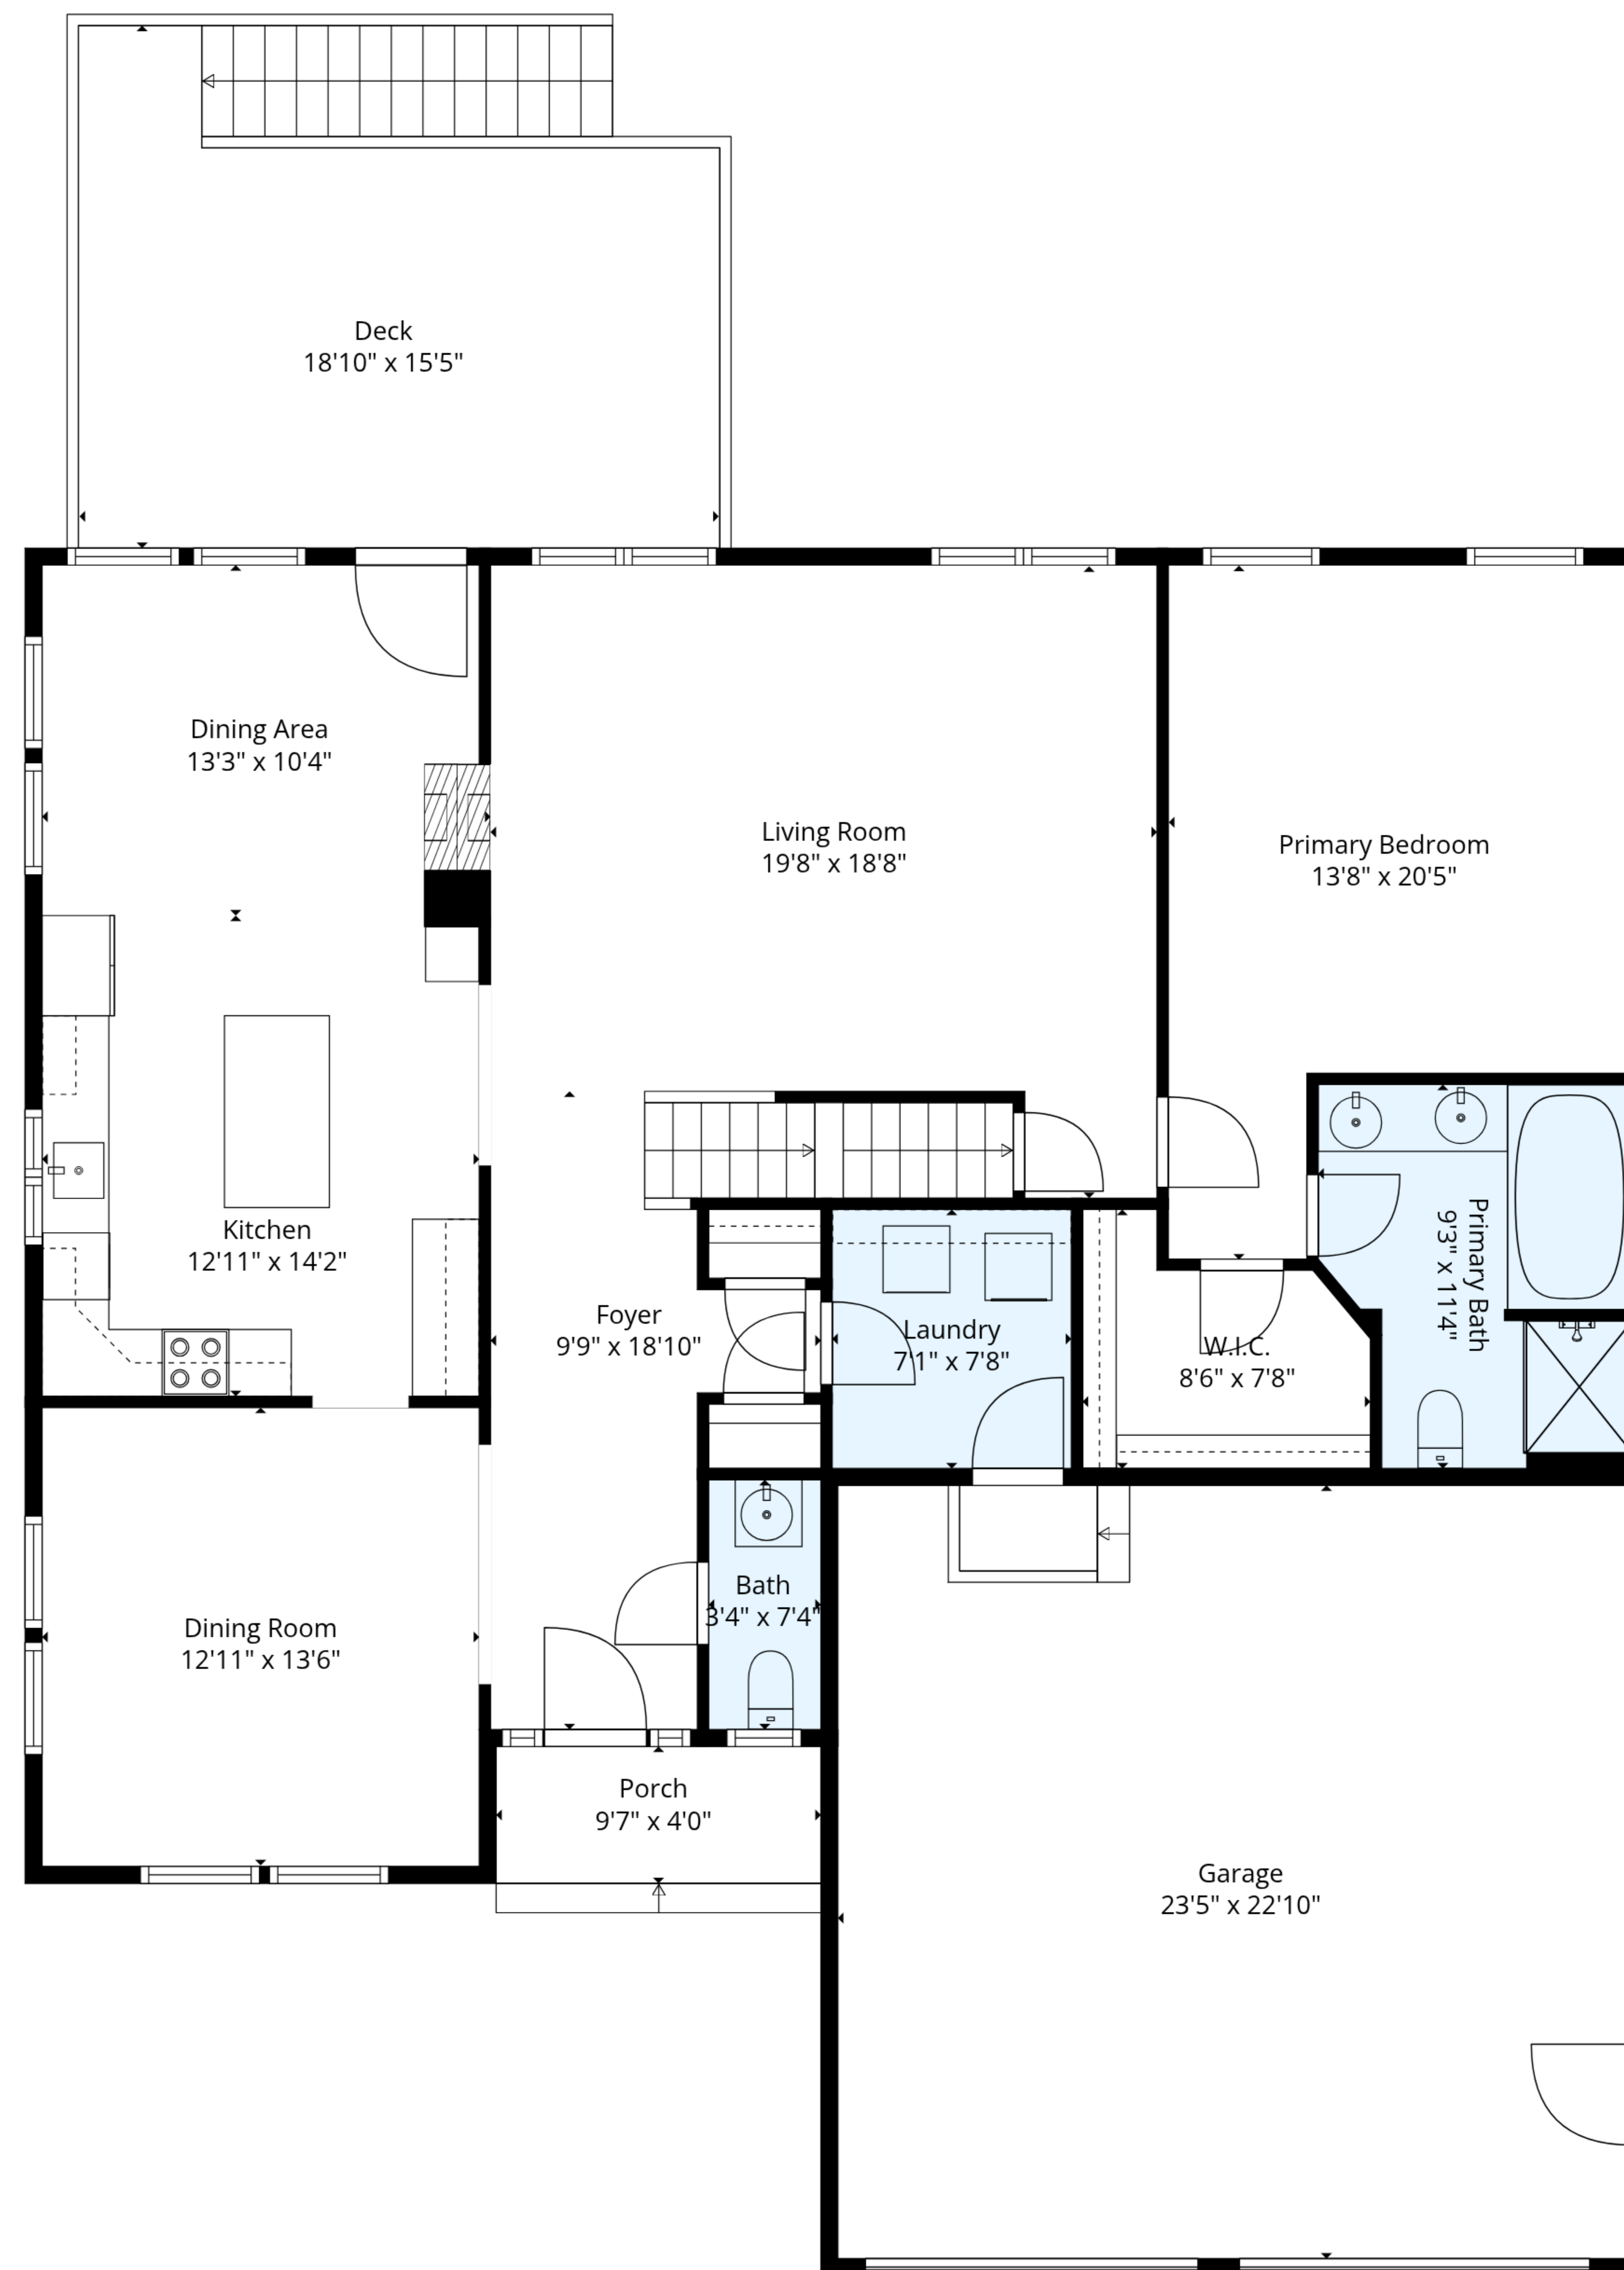 Deck
18'10" x 15'5"
Dining Area
13'3" x 10'4"
Living Room
19'8" x 18'8"
Primary Bedroom
13'8" x 20'5"
Kitchen
12'11" x 14'2"
Foyer
9'9" x 18'10"
Laundry
7'1" x 7'8"
W.I.C.
8'6" x 7'8"
Primary Bath
9'3" x 11'4"
Dining Room
12'11" x 13'6"
Bath
3'4" x 7'4"
Porch
9'7" x 4'0"
Garage
23'5" x 22'10"